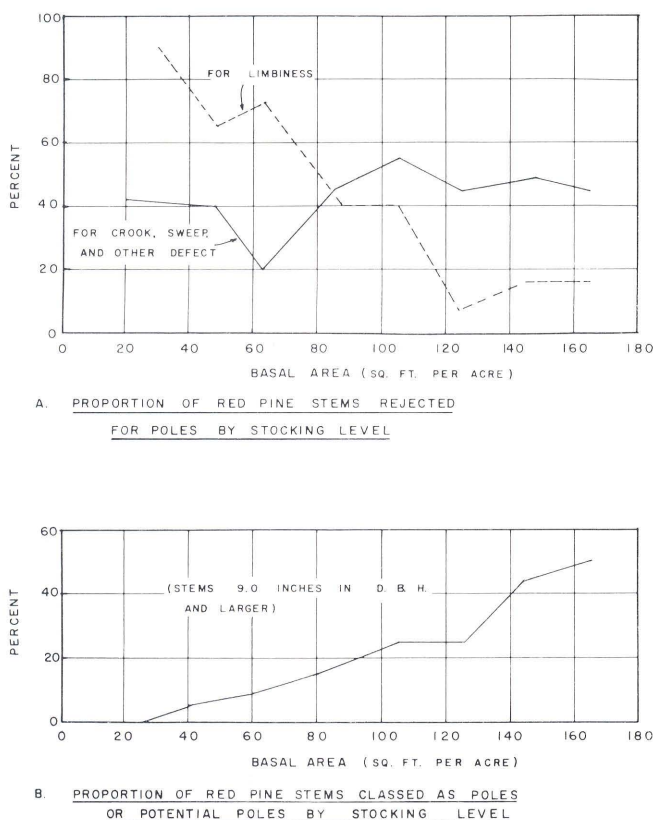 100
80
60
40
20
0
PERCENT
FOR LIMBINESS
FOR CROOK, SWEEP,
AND OTHER DEFECT
0 20 40 60 80 100 120 140 160 180
BASAL AREA (SQ. FT. PER ACRE)
A. PROPORTION OF RED PINE STEMS REJECTED
FOR POLES BY STOCKING LEVEL
60
40
20
0
PERCENT
(STEMS 9.0 INCHES IN D. B. H.
AND LARGER)
0 20 40 60 80 100 120 140 160 180
BASAL AREA (SQ. FT. PER ACRE)
B. PROPORTION OF RED PINE STEMS CLASSED AS POLES
OR POTENTIAL POLES BY STOCKING LEVEL